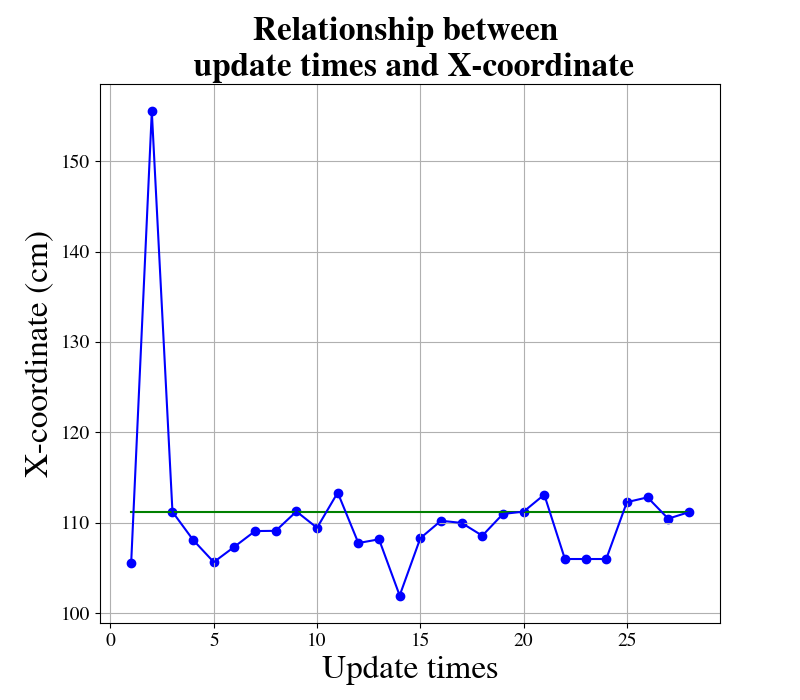 Relationship between
update times and X-coordinate
X-coordinate (cm)
150
140
130
120
110
100
0 5 10 15 20 25
Update times